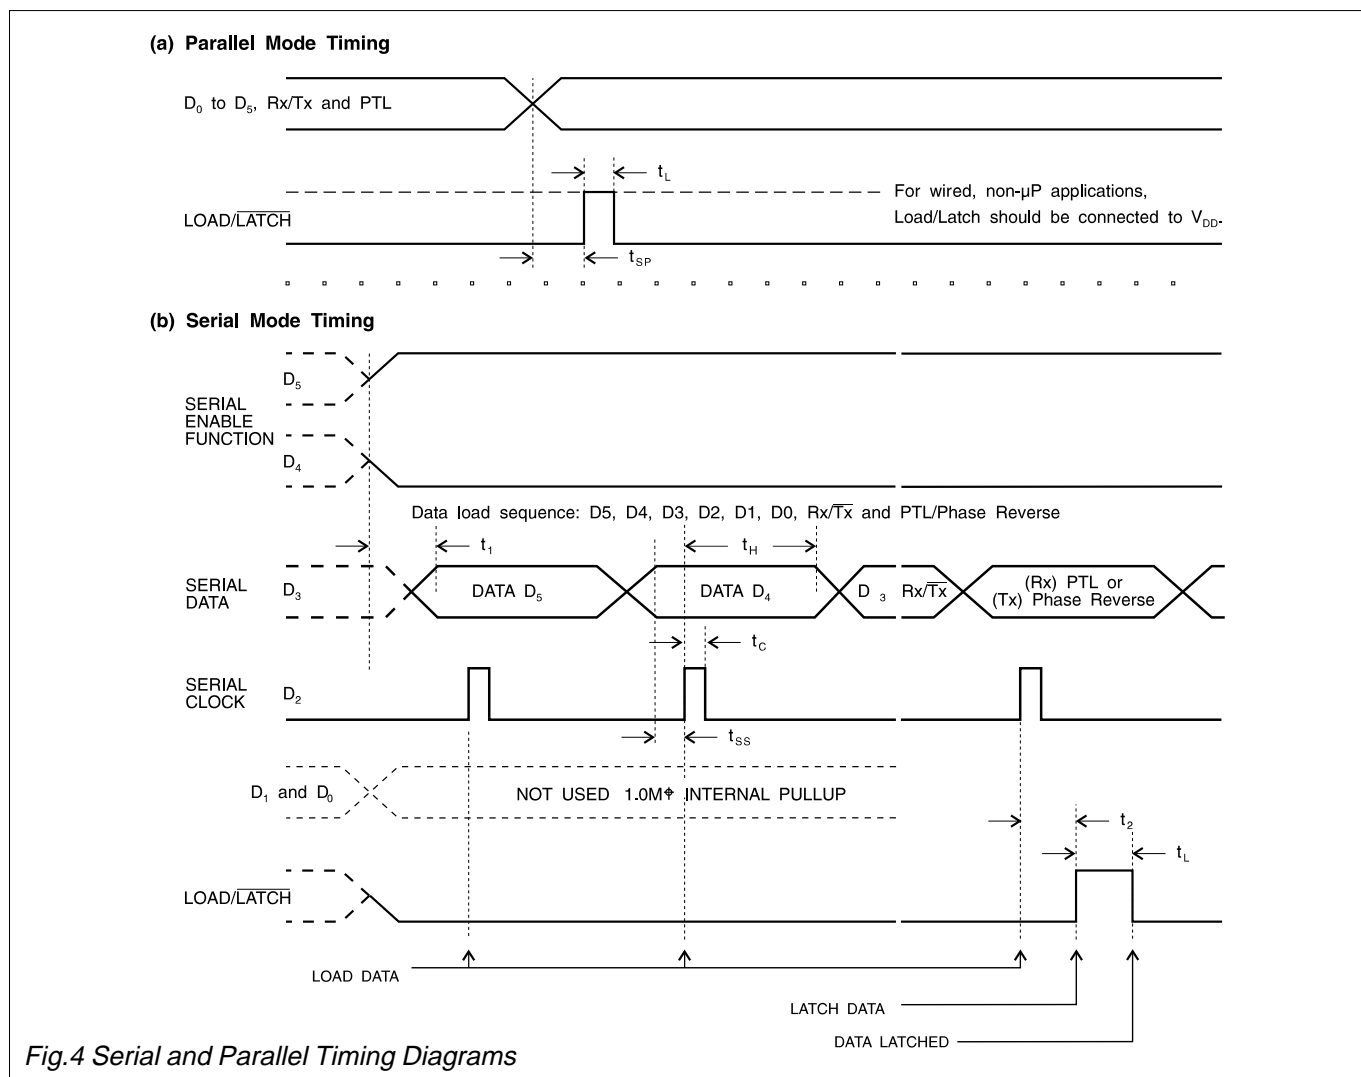 (a) Parallel Mode Timing
D0 to D5, Rx/Tx and PTL
tL
For wired, non-µP applications,
Load/Latch should be connected to VDD.
LOAD/LATCH
tSP
(b) Serial Mode Timing
D5
SERIAL
ENABLE
FUNCTION
D4
Data load sequence: D5, D4, D3, D2, D1, D0, Rx/Tx and PTL/Phase Reverse
t1
tH
SERIAL
DATA
D3
DATA D5
DATA D4
D 3
Rx/Tx
(Rx) PTL or
(Tx) Phase Reverse
tC
SERIAL
CLOCK
D2
tSS
D1 and D0
NOT USED 1.0M⌽ INTERNAL PULLUP
t2
tL
LOAD/LATCH
LOAD DATA
LATCH DATA
DATA LATCHED
Fig.4 Serial and Parallel Timing Diagrams